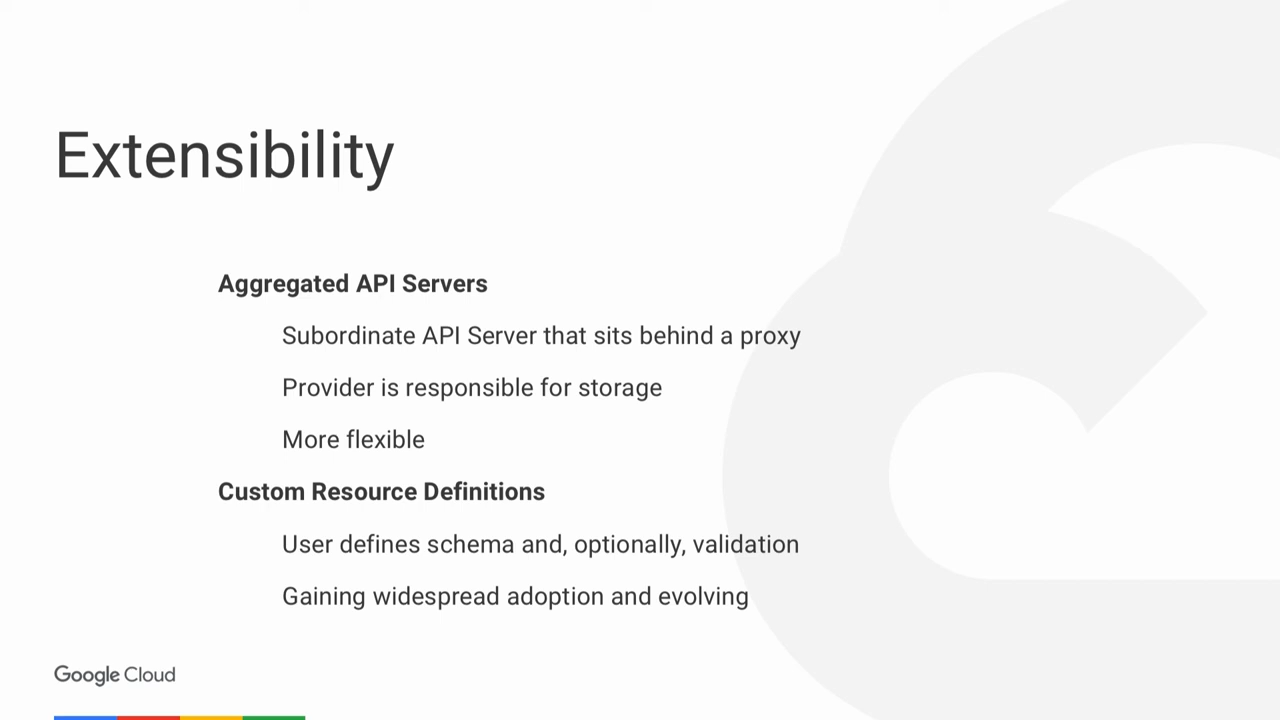 Extensibility
Aggregated API Servers
Subordinate API Server that sits behind a proxy
Provider is responsible for storage
More flexible
Custom Resource Definitions
User defines schema and, optionally, validation
Gaining widespread adoption and evolving
Google Cloud